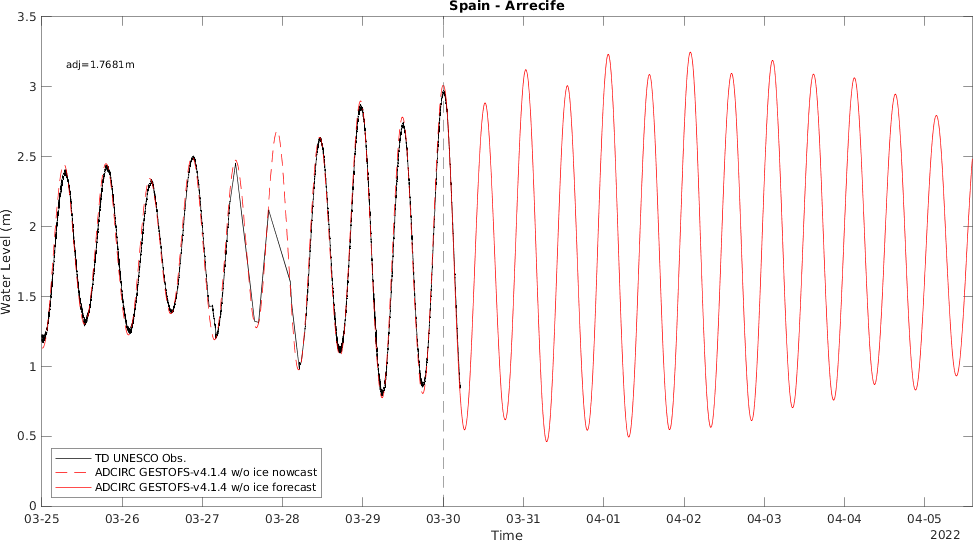 Spain - Arrecife
adj=1.7681m
Water Level (m)
3.5
3
2.5
2
1.5
1
0.5
0
TD UNESCO Obs.
ADCIRC GESTOFS-v4.1.4 w/o ice nowcast
ADCIRC GESTOFS-v4.1.4 w/o ice forecast
03-25 03-26 03-27 03-28 03-29 03-30 03-31 04-01 04-02 04-03 04-04 04-05
Time
2022